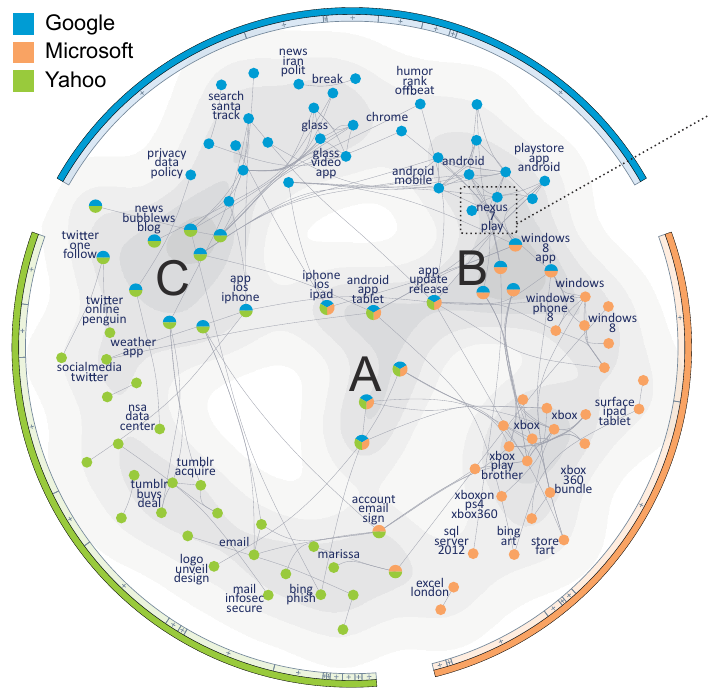 Google
Microsoft
Yahoo
news
iran
polit
break
humor
rank
offbeat
search
santa
track
glass
chrome
privacy
data
policy
glass
video
app
android
mobile
android
playstore
app
android
nexus
7
play
news
bubblews
blog
twitter
one
follow
C
B
windows
8
app
app
ios
iphone
iphone
ios
ipad
android
app
tablet
app
update
release
windows
windows
phone
8
windows
8
twitter
online
penguin
weather
app
socialmedia
twitter
A
nsa
data
center
surface
ipad
tablet
xbox
xbox
xbox
play
brother
xbox
360
bundle
tumblr
acquire
tumblr
buys
deal
account
email
sign
xboxon
ps4
xbox360
sql
server
2012
bing
art
store
fart
email
marissa
logo
unveil
design
mail
infosec
secure
bing
phish
excel
london